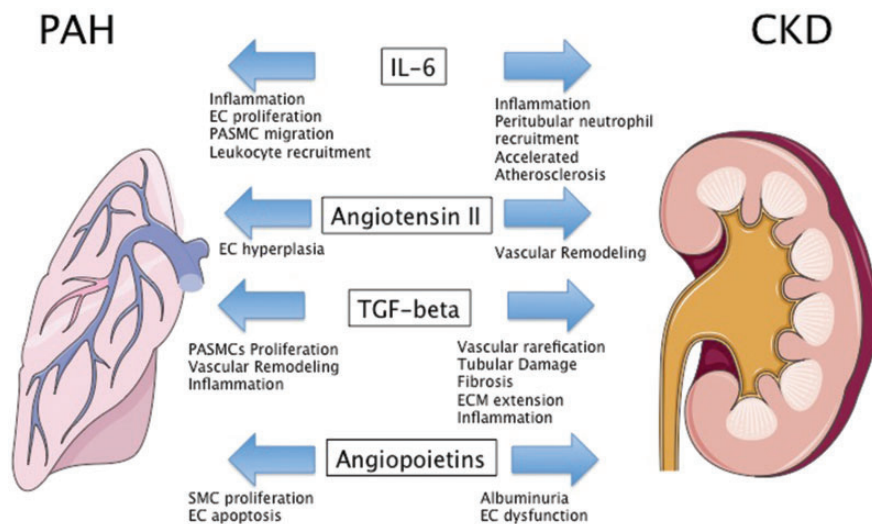 PAH
CKD
IL-6
Inflammation
EC proliferation
PASMC migration
Leukocyte recruitment
Inflammation
Peritubular neutrophil
recruitment
Accelerated
Atherosclerosis
Angiotensin II
EC hyperplasia
Vascular Remodeling
TGF-beta
PASMCs Proliferation
Vascular Remodeling
Inflammation
Vascular rarefication
Tubular Damage
Fibrosis
ECM extension
Inflammation
Angiopoietins
SMC proliferation
EC apoptosis
Albuminuria
EC dysfunction